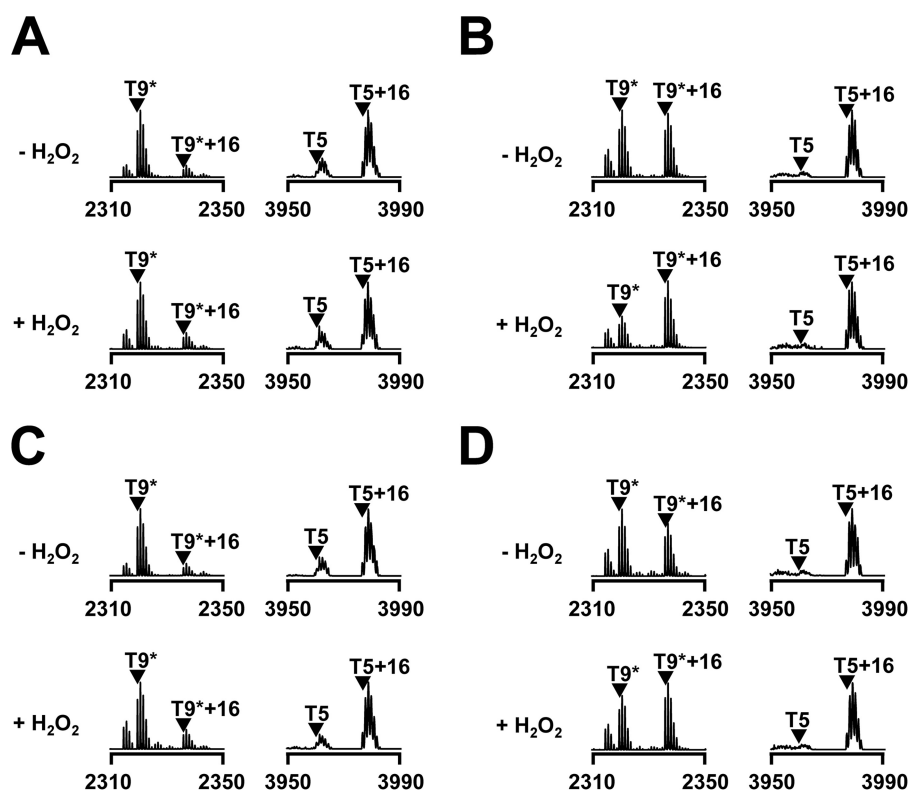 A
B
T9* T9*+16 T5 T5+16
- H₂O₂
2310 2350 3950 3990
T9* T9*+16 T5 T5+16
- H₂O₂
2310 2350 3950 3990
T9* T9*+16 T5 T5+16
+ H₂O₂
2310 2350 3950 3990
T9* T9*+16 T5 T5+16
+ H₂O₂
2310 2350 3950 3990
C
D
T9* T9*+16 T5 T5+16
- H₂O₂
2310 2350 3950 3990
T9* T9*+16 T5 T5+16
- H₂O₂
2310 2350 3950 3990
T9* T9*+16 T5 T5+16
+ H₂O₂
2310 2350 3950 3990
T9* T9*+16 T5 T5+16
+ H₂O₂
2310 2350 3950 3990